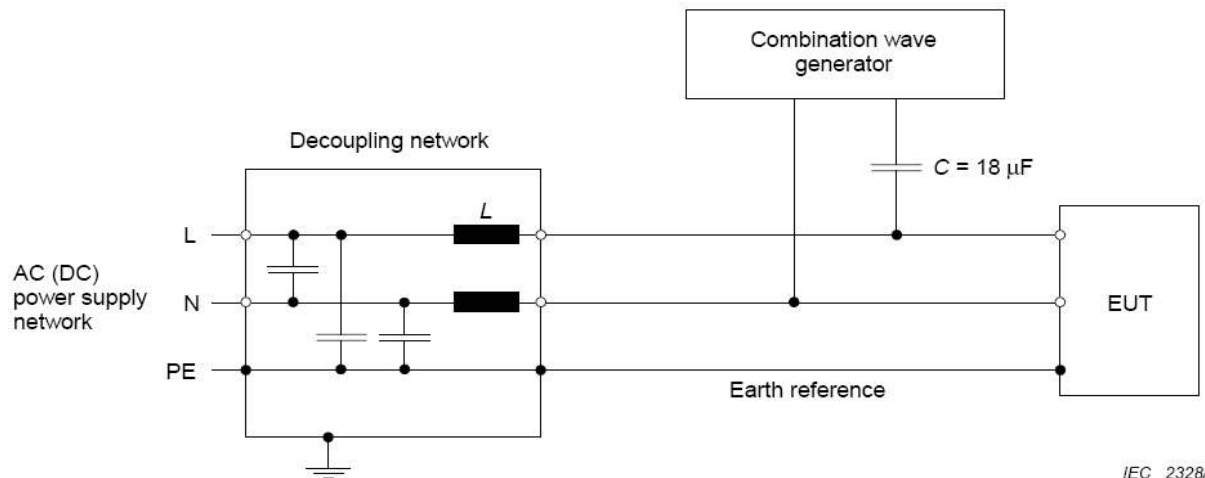 Combination wave
generator
Decoupling network
C = 18 μF
L
L
AC (DC)
power supply
network
N
EUT
PE
Earth reference
IEC 2328/